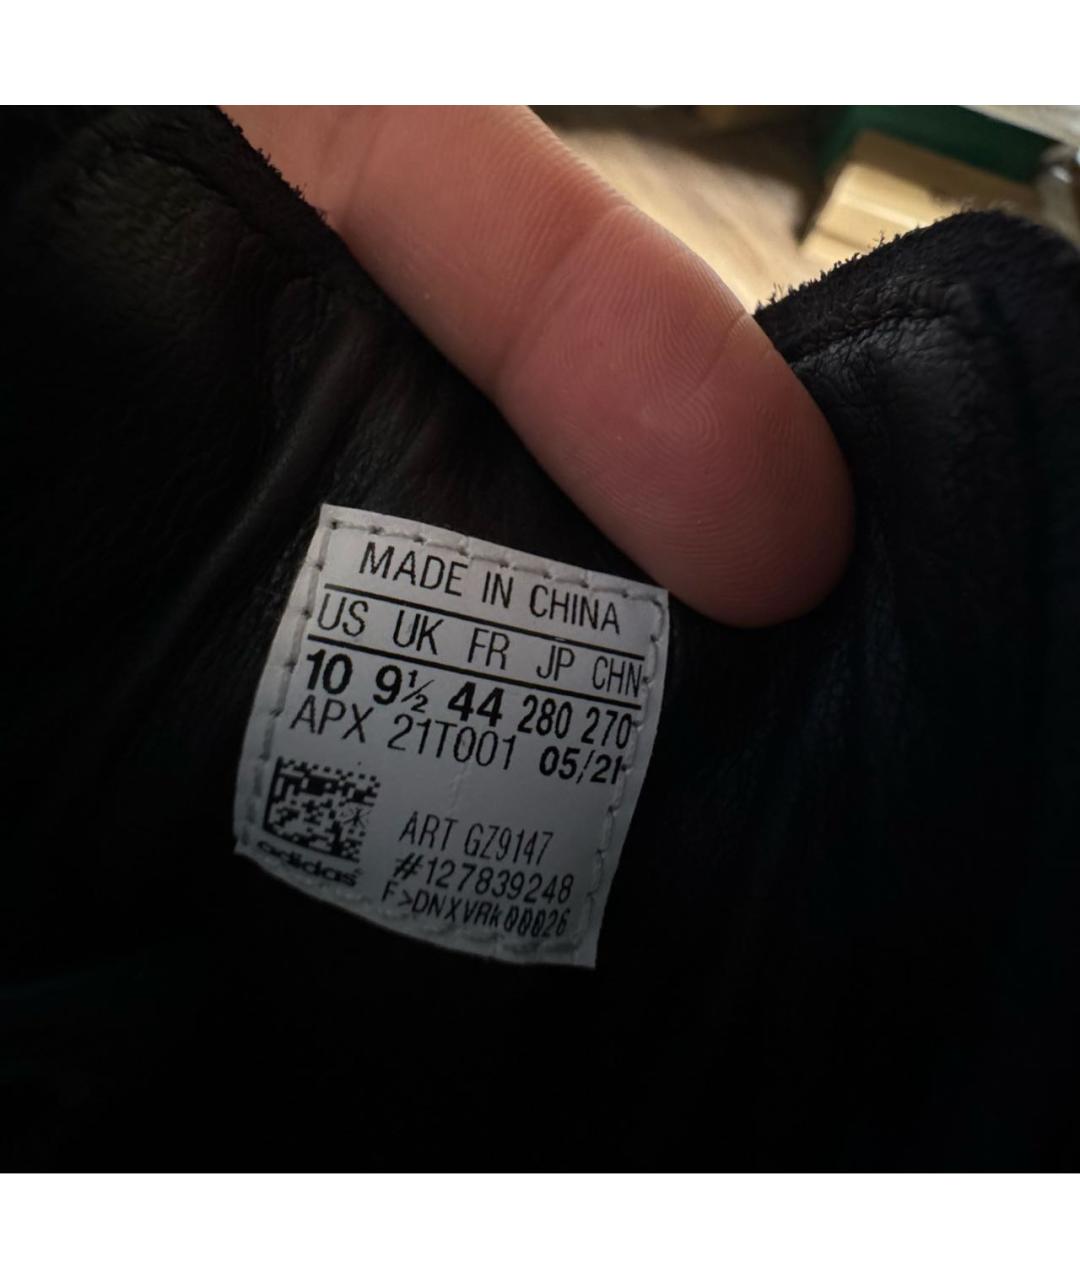 MADE IN CHINA
US UK FR JP CHN
10 9½ 44 280 270
APX 21T001 05/21
ART GZ9147
#127839248
F>DNXVRk00026
adidas